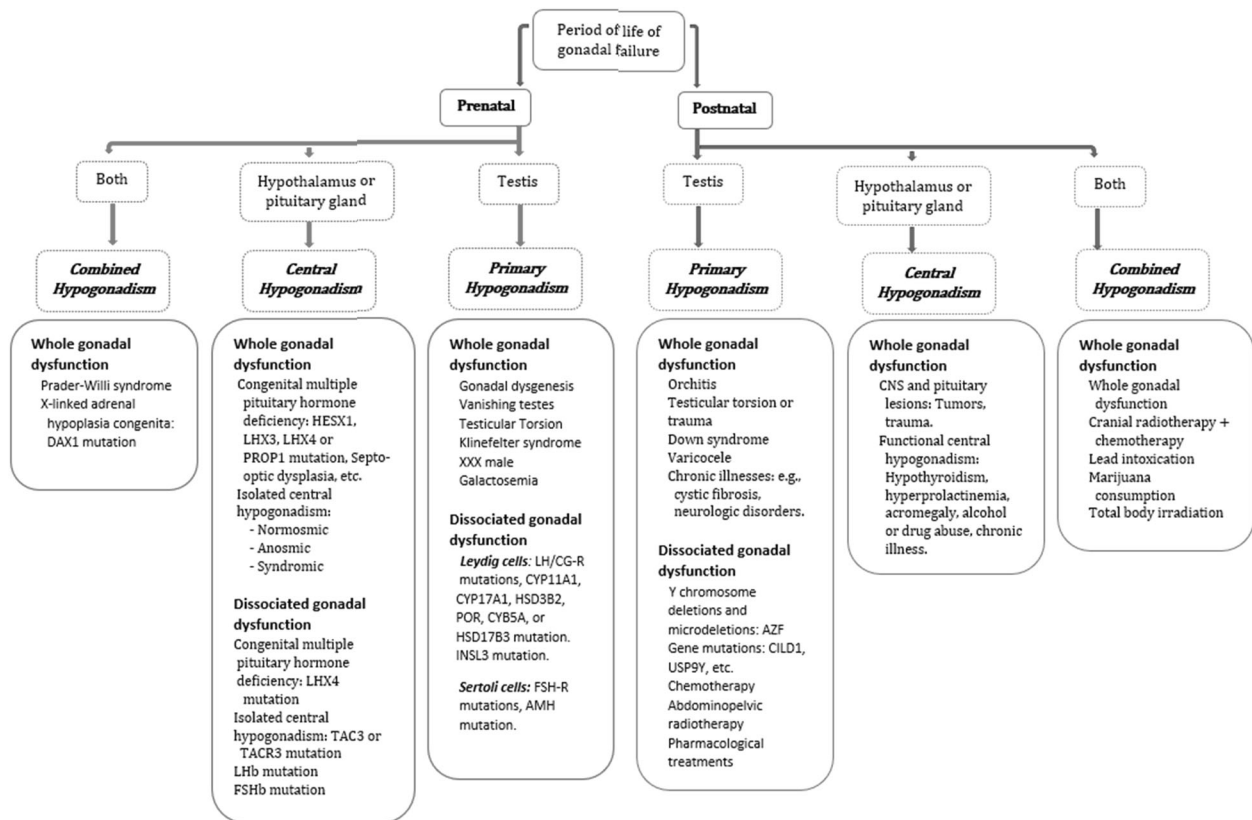 Period of life of
gonadal failure
Prenatal
Postnatal
Both
Hypothalamus or
pituitary gland
Testis
Testis
Hypothalamus or
pituitary gland
Both
Combined
Hypogonadism
Central
Hypogonadism
Primary
Hypogonadism
Primary
Hypogonadism
Central
Hypogonadism
Combined
Hypogonadism
Whole gonadal
dysfunction
Prader-Willi syndrome
X-linked adrenal
hypoplasia congenita:
DAX1 mutation
Whole gonadal
dysfunction
Congenital multiple
pituitary hormone
deficiency: HESX1,
LHX3, LHX4 or
PROP1 mutation, Septo-
optic dysplasia, etc.
Isolated central
hypogonadism:
- Normosmic
- Anosmic
- Syndromic
Dissociated gonadal
dysfunction
Congenital multiple
pituitary hormone
deficiency: LHX4
mutation
Isolated central
hypogonadism: TAC3 or
TACR3 mutation
LHb mutation
FSHb mutation
Whole gonadal
dysfunction
Gonadal dysgenesis
Vanishing testes
Testicular Torsion
Klinefelter syndrome
XXX male
Galactosemia
Dissociated gonadal
dysfunction
Leydig cells: LH/CG-R
mutations, CYP11A1,
CYP17A1, HSD3B2,
POR, CYB5A, or
HSD17B3 mutation.
INSL3 mutation.
Sertoli cells: FSH-R
mutations, AMH
mutation.
Whole gonadal
dysfunction
Orchitis
Testicular torsion or
trauma
Down syndrome
Varicocele
Chronic illnesses: e.g.,
cystic fibrosis,
neurologic disorders.
Dissociated gonadal
dysfunction
Y chromosome
deletions and
microdeletions: AZF
Gene mutations: CILD1,
USP9Y, etc.
Chemotherapy
Abdominopelvic
radiotherapy
Pharmacological
treatments
Whole gonadal
dysfunction
CNS and pituitary
lesions: Tumors,
trauma.
Functional central
hypogonadism:
Hypothyroidism,
hyperprolactinemia,
acromegaly, alcohol
or drug abuse, chronic
illness.
Whole gonadal
dysfunction
Whole gonadal
dysfunction
Cranial radiotherapy +
chemotherapy
Lead intoxication
Marijuana
consumption
Total body irradiation